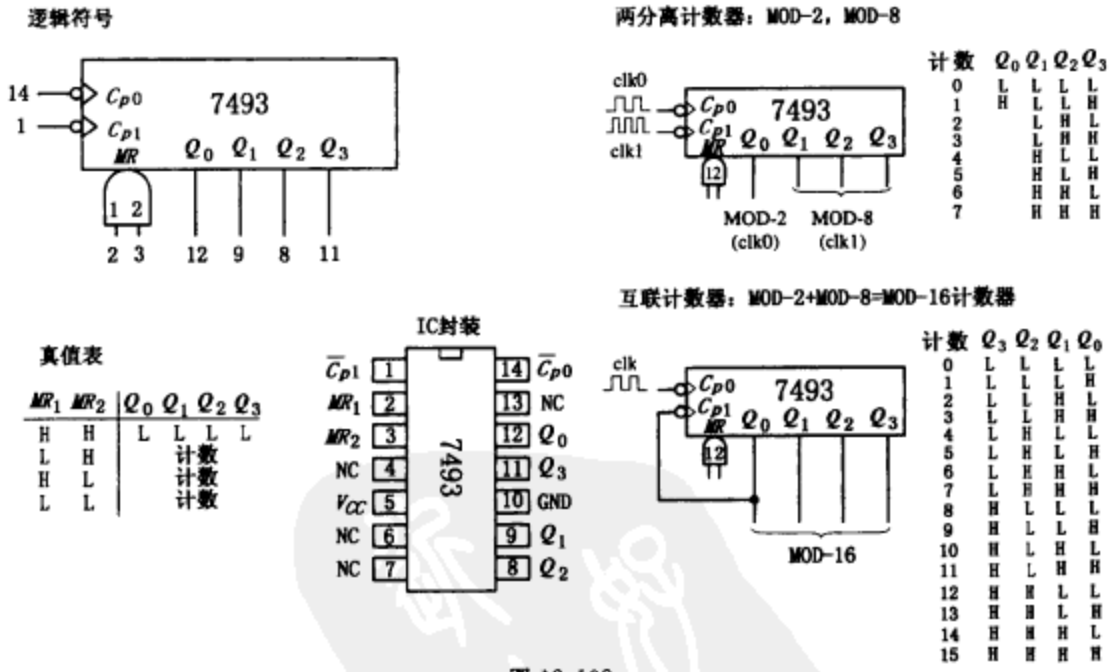 逻辑符号
14
1
Cp0
Cp1
7493
MR
Q0 Q1 Q2 Q3
1 2
2 3 12 9 8 11
两分离计数器：MOD-2，MOD-8
clk0
clk1
Cp0
Cp1
7493
MR
Q0 Q1 Q2 Q3
12
MOD-2 MOD-8
(clk0) (clk1)
计数 Q0 Q1 Q2 Q3
0 L L L L
1 H L L H
2 L H L
3 L H H
4 H L L
5 H L H
6 H H L
7 H H H
真值表
MR1 MR2 Q0 Q1 Q2 Q3
H H L L L L
L H 计数
H L 计数
L L 计数
IC封装
7493
Cp1 1 14 Cp0
MR1 2 13 NC
MR2 3 12 Q0
NC 4 11 Q3
VCC 5 10 GND
NC 6 9 Q1
NC 7 8 Q2
互联计数器：MOD-2+MOD-8=MOD-16计数器
clk
Cp0
Cp1
7493
MR
Q0 Q1 Q2 Q3
12
MOD-16
计数 Q3 Q2 Q1 Q0
0 L L L L
1 L L L H
2 L L H L
3 L L H H
4 L H L L
5 L H L H
6 L H H L
7 L H H H
8 H L L L
9 H L L H
10 H L H L
11 H L H H
12 H H L L
13 H H L H
14 H H H L
15 H H H H